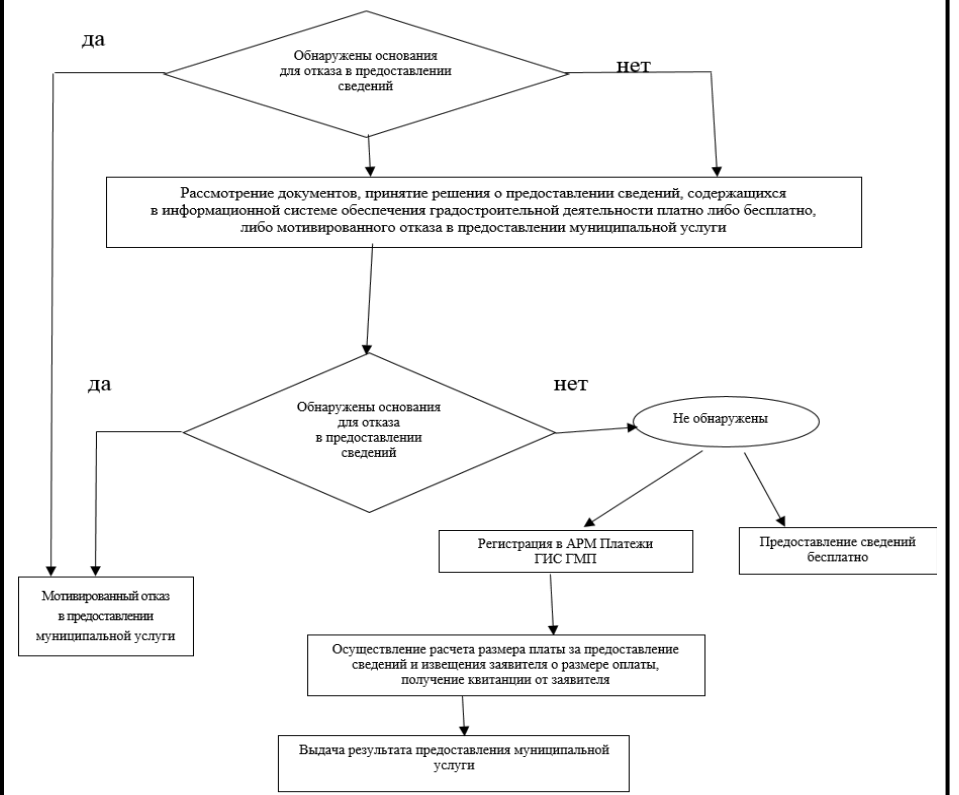 да
Обнаружены основания
для отказа в предоставлении
сведений
нет
Рассмотрение документов, принятие решения о предоставлении сведений, содержащихся
в информационной системе обеспечения градостроительной деятельности платно либо бесплатно,
либо мотивированного отказа в предоставлении муниципальной услуги
да
Обнаружены основания
для отказа
в предоставлении
сведений
нет
Не обнаружены
Регистрация в АРМ Платежи
ГИС ГМП
Предоставление сведений
бесплатно
Мотивированный отказ
в предоставлении
муниципальной услуги
Осуществление расчета размера платы за предоставление
сведений и извещения заявителя о размере оплаты,
получение квитанции от заявителя
Выдача результата предоставления муниципальной
услуги